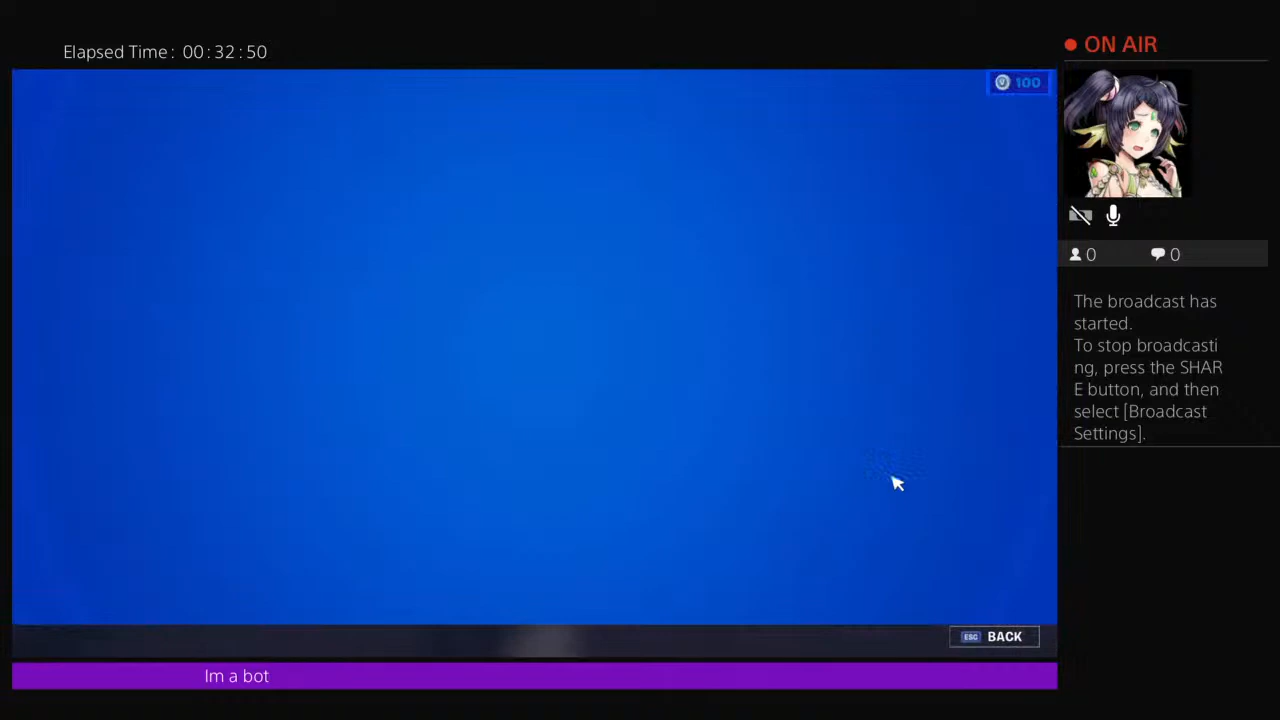 Elapsed Time: 00:32:50
ON AIR
100
0 0
The broadcast has
started.
To stop broadcasti
ng, press the SHAR
E button, and then
select [Broadcast
Settings].
ESC BACK
Im a bot